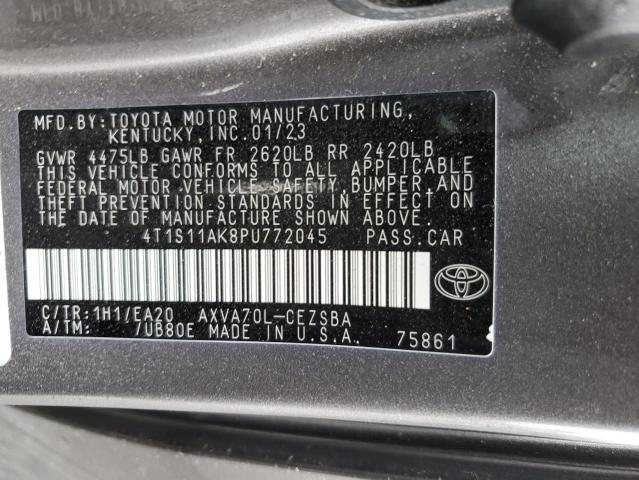 MFD.BY:TOYOTA MOTOR MANUFACTURING,
KENTUCKY,INC.01/23
GVWR 4475LB GAWR FR 2620LB RR 2420LB
THIS VEHICLE CONFORMS TO ALL APPLICABLE
FEDERAL MOTOR VEHICLE SAFETY,BUMPER,AND
THEFT PREVENTION STANDARDS IN EFFECT ON
THE DATE OF MANUFACTURE SHOWN ABOVE.
4T1S11AK8PU772045 PASS.CAR
C/TR:1H1/EA20 AXVA70L-CEZSBA
A/TM: /UB80E MADE IN U.S.A. 75861